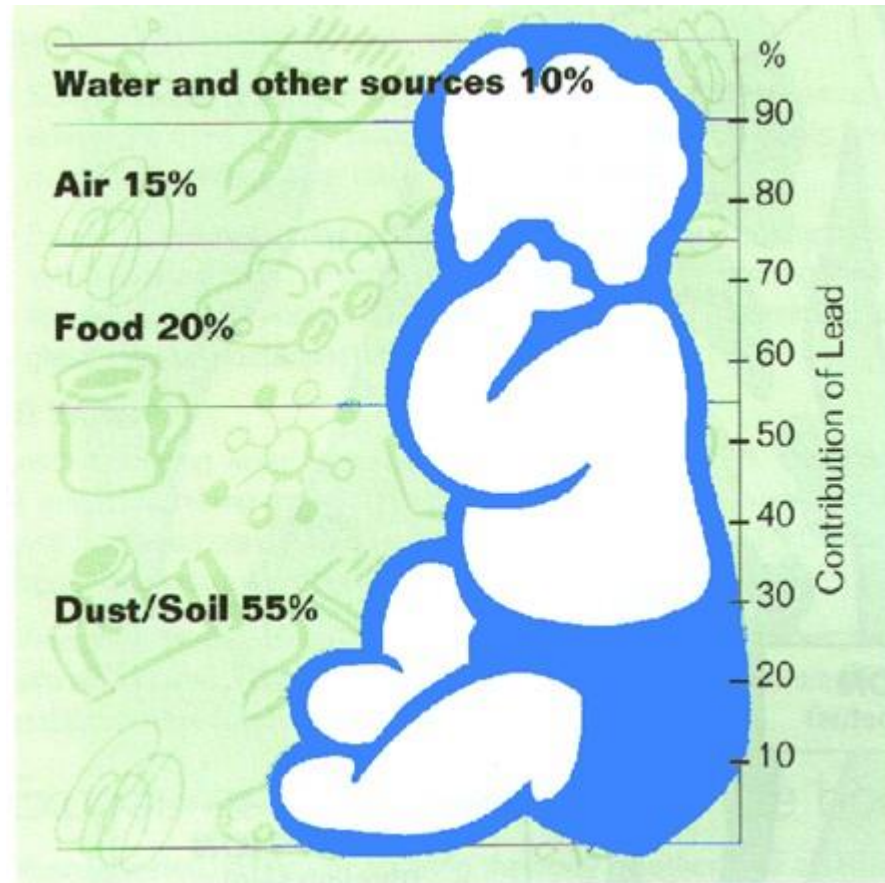 Water and other sources 10%
Air 15%
Food 20%
Dust/Soil 55%
%
90
80
70
60
50
40
30
20
10
Contribution of Lead